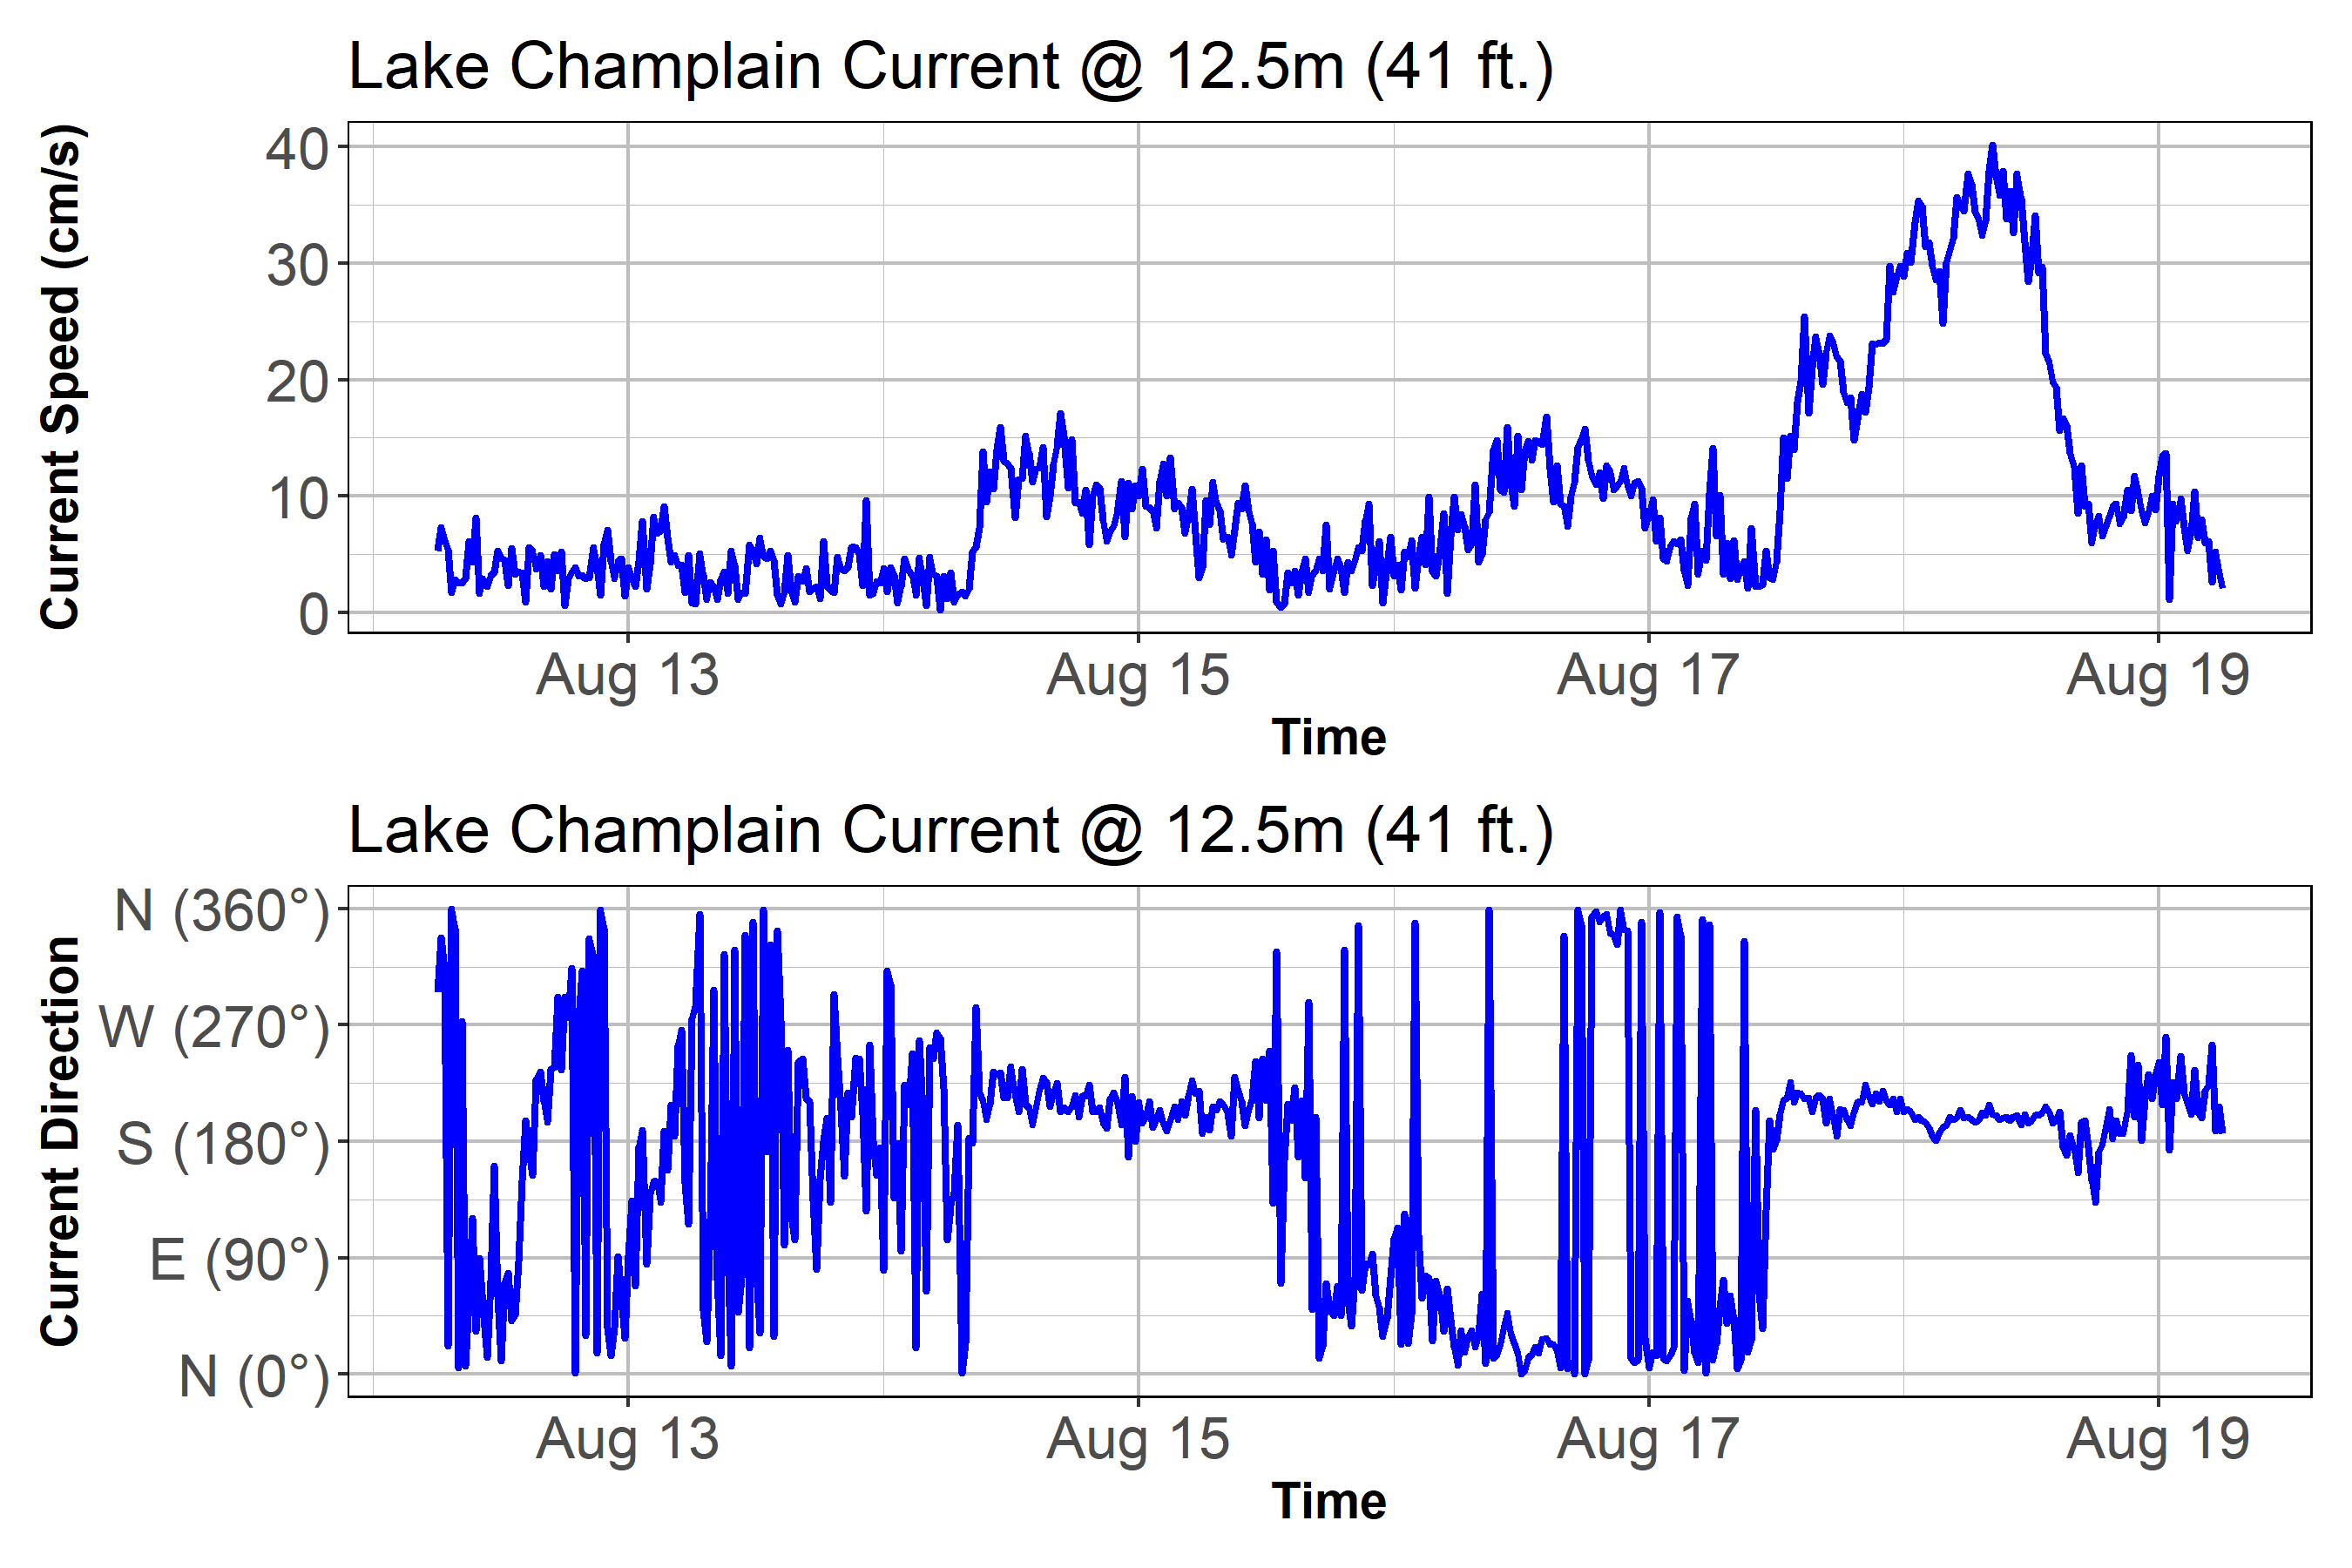 Lake Champlain Current @ 12.5m (41 ft.)
Current Speed (cm/s)
40
30
20
10
0
Aug 13 Aug 15 Aug 17 Aug 19
Time
Lake Champlain Current @ 12.5m (41 ft.)
Current Direction
N (360°)
W (270°)
S (180°)
E (90°)
N (0°)
Aug 13 Aug 15 Aug 17 Aug 19
Time